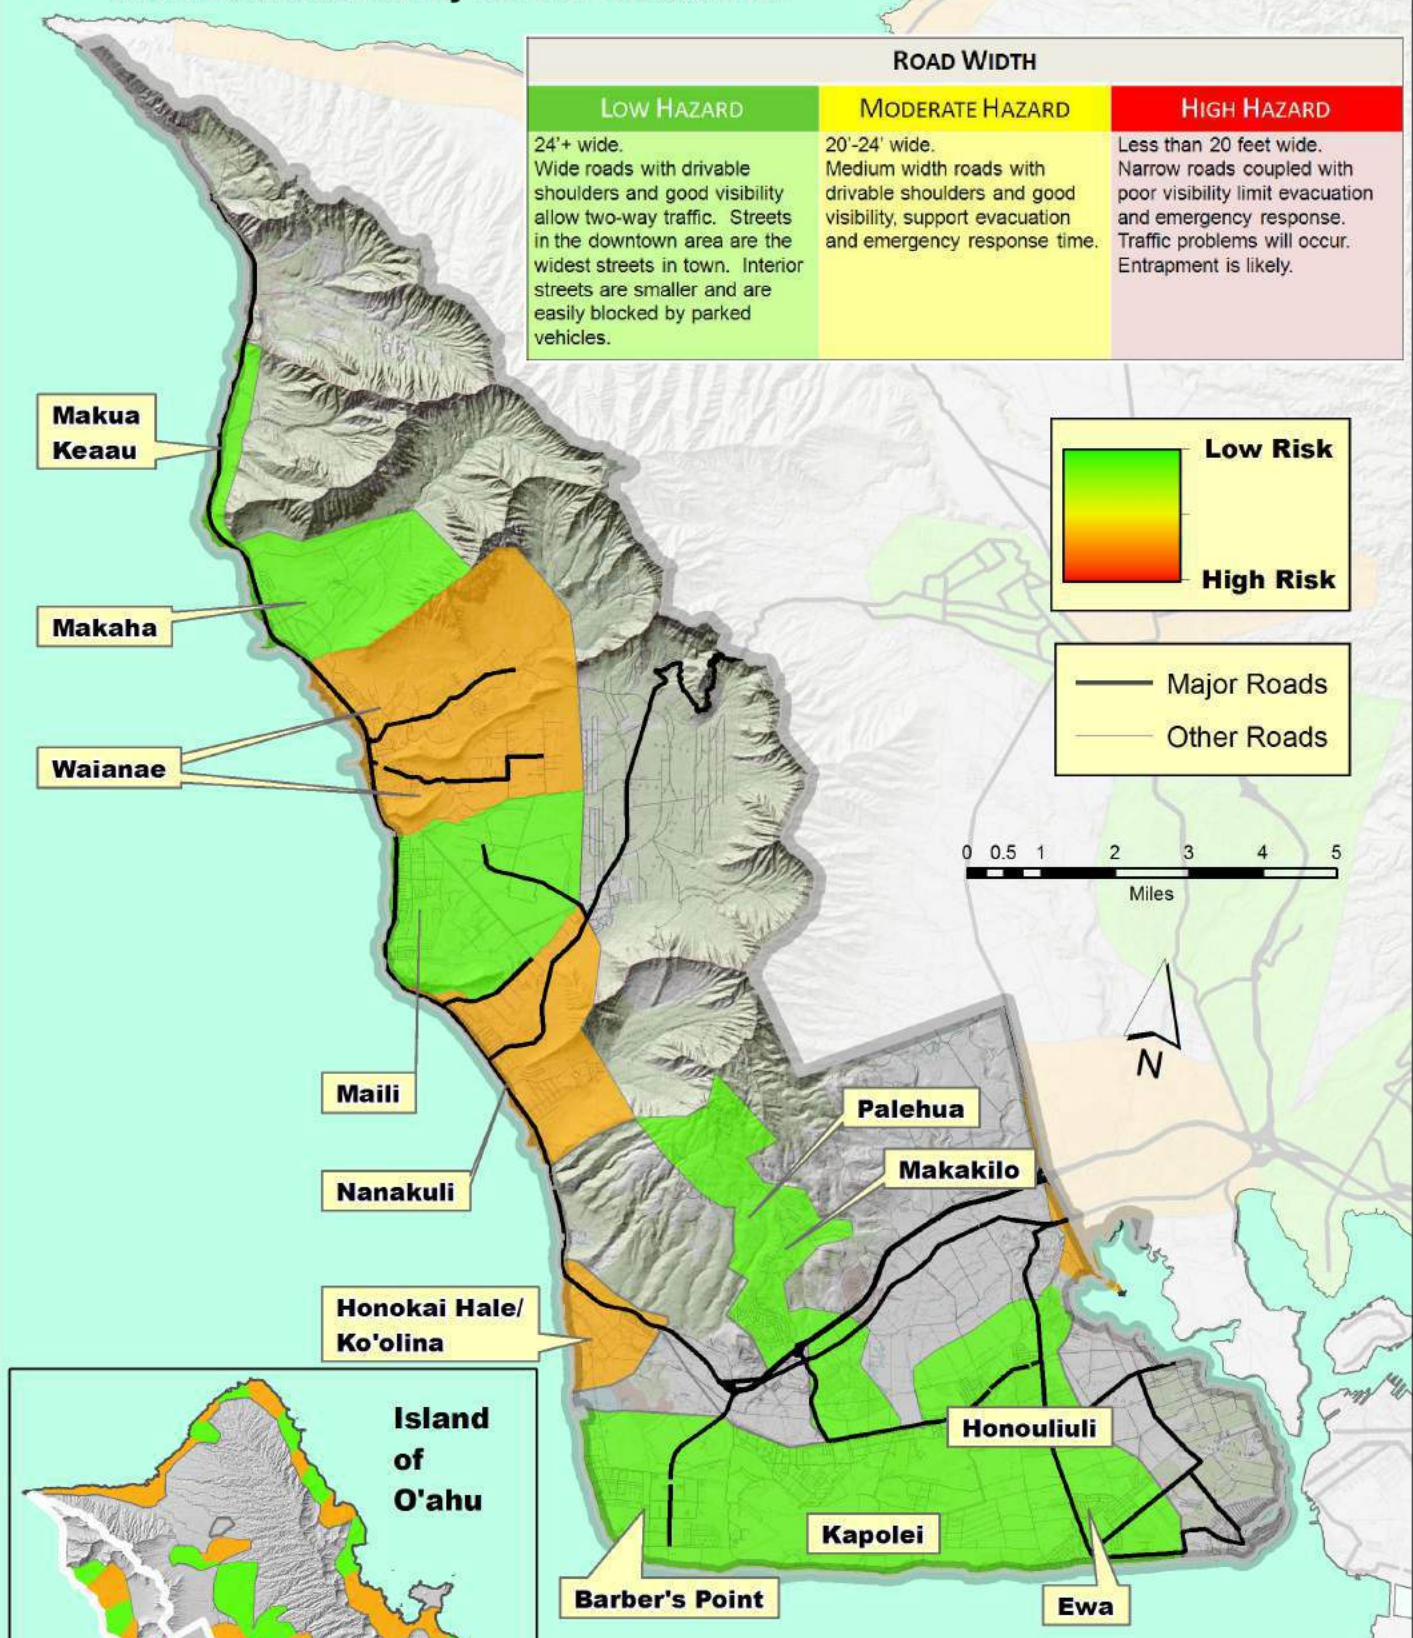 ROAD WIDTH
LOW HAZARD
24'+ wide.
Wide roads with drivable
shoulders and good visibility
allow two-way traffic. Streets
in the downtown area are the
widest streets in town. Interior
streets are smaller and are
easily blocked by parked
vehicles.
MODERATE HAZARD
20'-24' wide.
Medium width roads with
drivable shoulders and good
visibility, support evacuation
and emergency response time.
HIGH HAZARD
Less than 20 feet wide.
Narrow roads coupled with
poor visibility limit evacuation
and emergency response.
Traffic problems will occur.
Entrapment is likely.
Makua
Keaau
Low Risk
High Risk
Makaha
Major Roads
Other Roads
Waianae
0 0.5 1 2 3 4 5
Miles
N
Maili
Palehua
Makakilo
Nanakuli
Honokai Hale/
Ko'olina
Island
of
O'ahu
Honouliuli
Kapolei
Barber's Point
Ewa